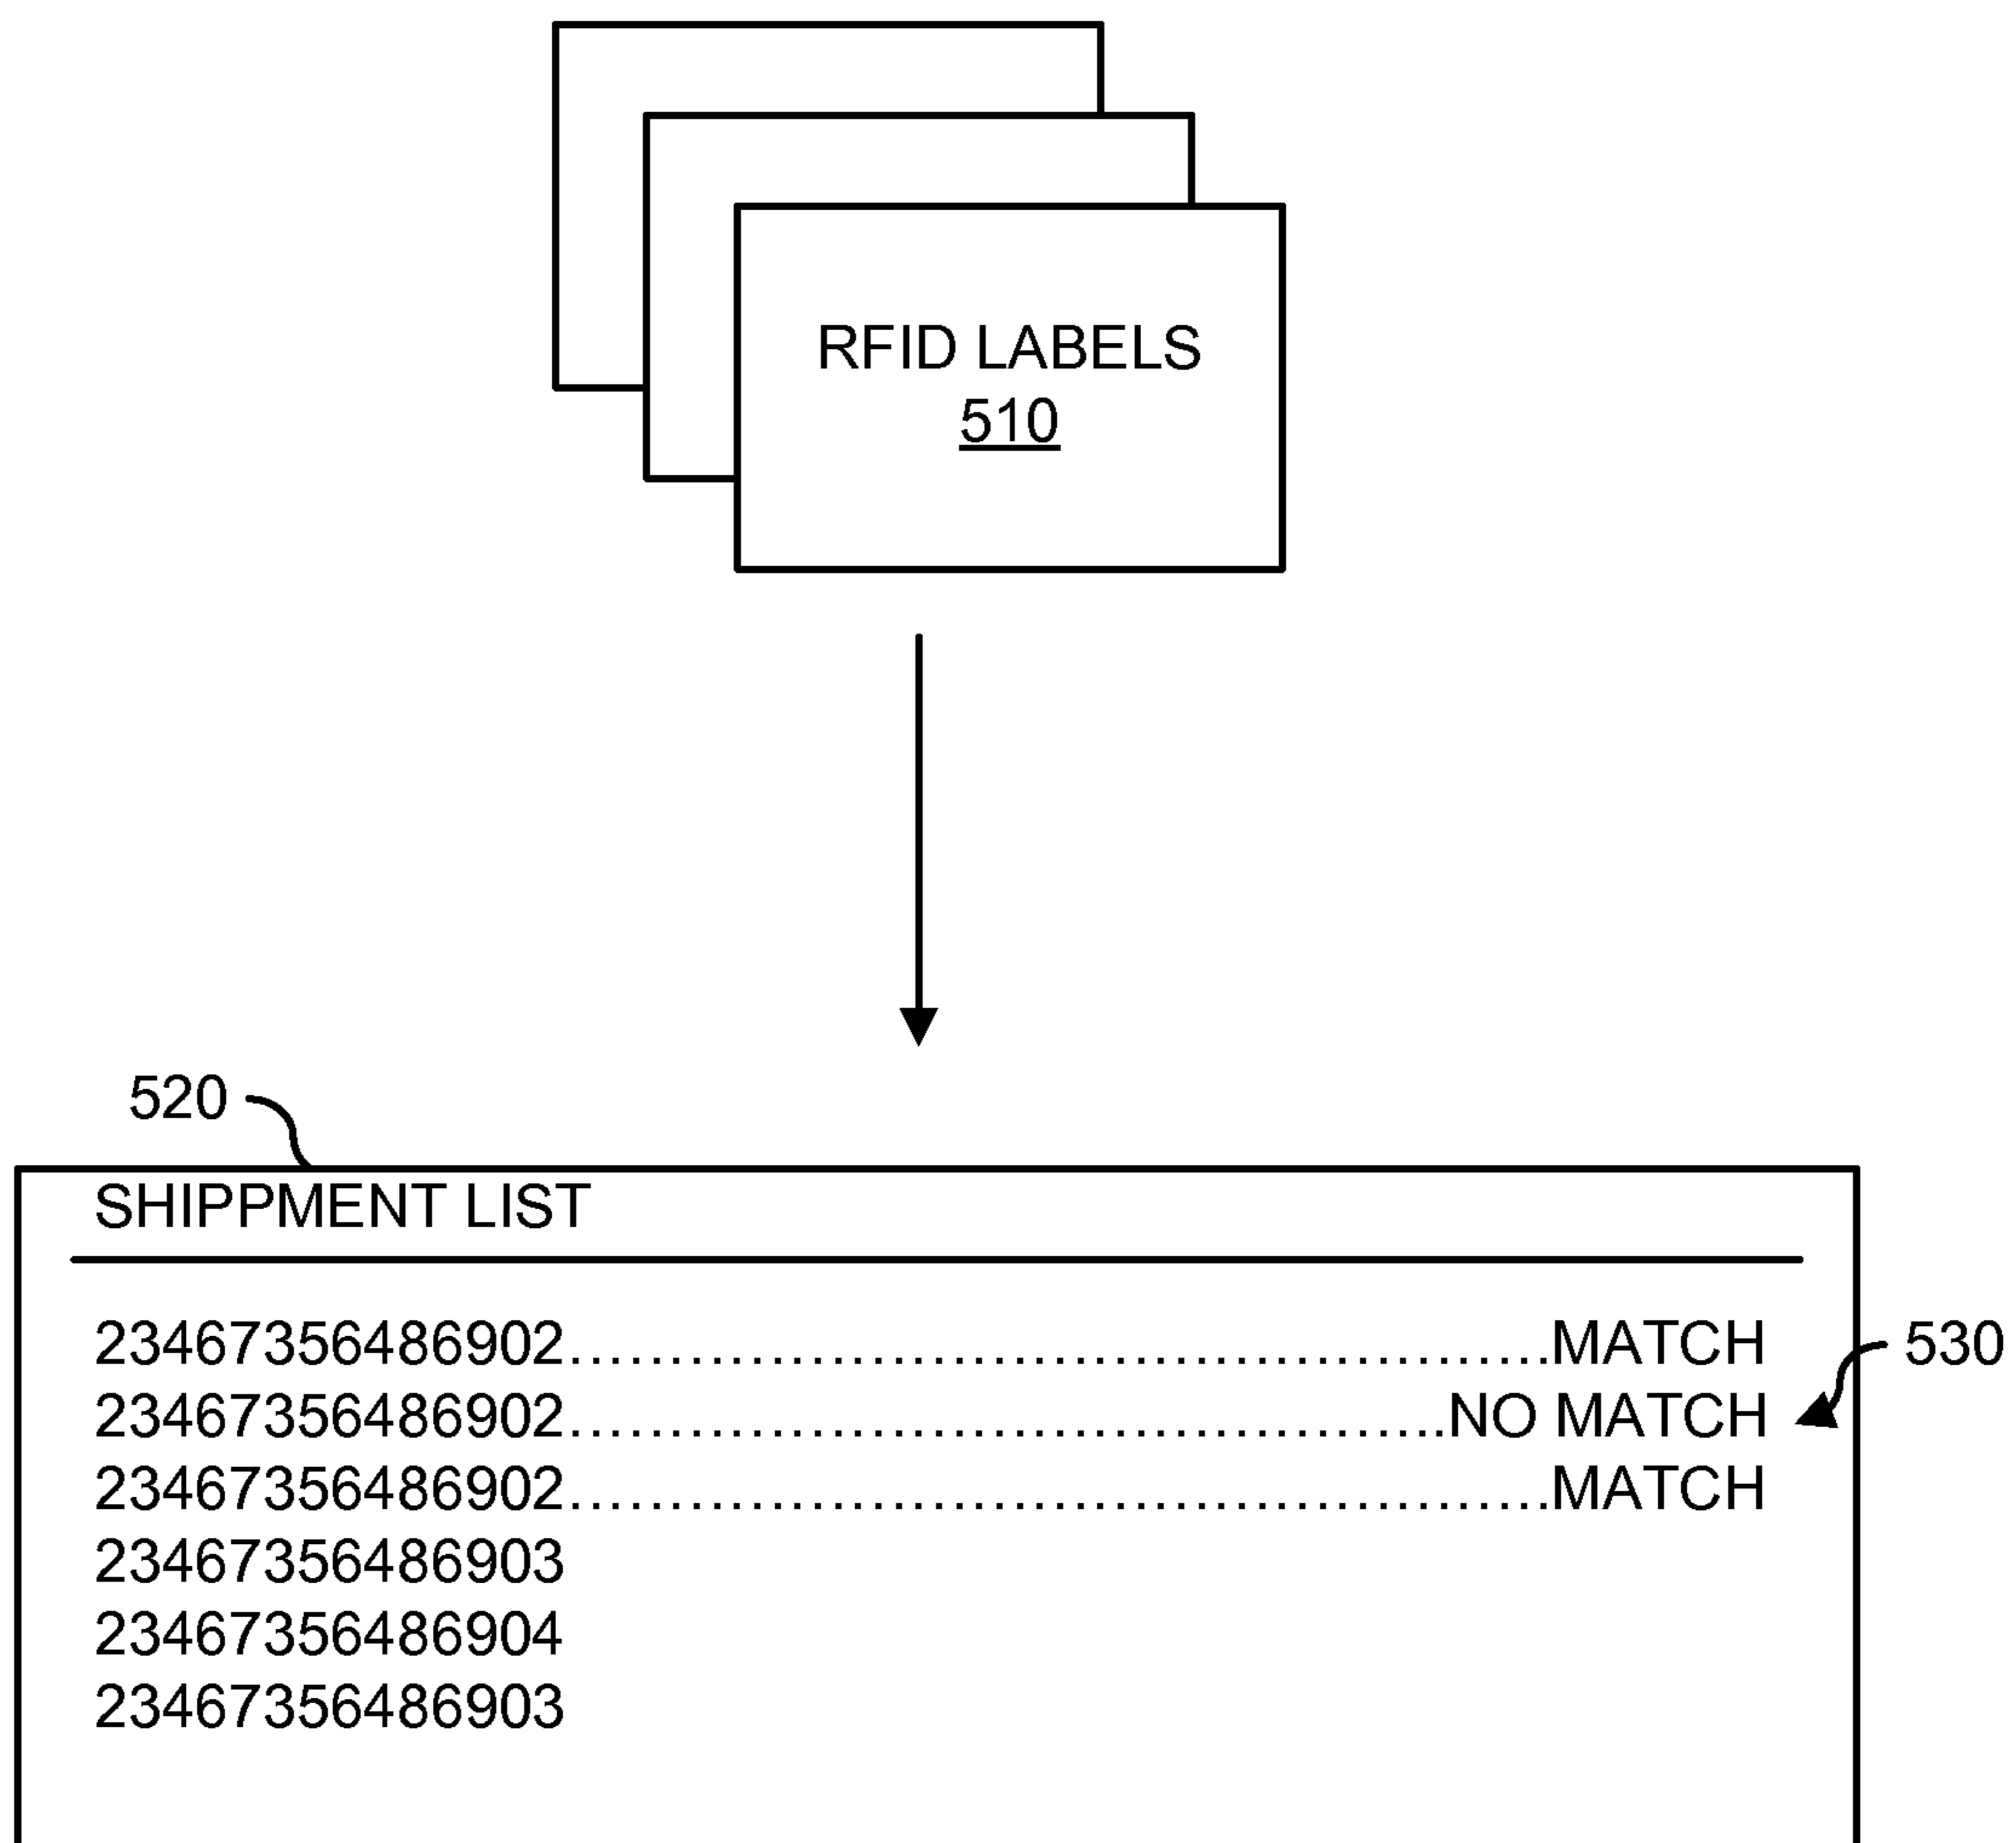 RFID LABELS
510
520
SHIPPMENT LIST
23467356486902................................................MATCH
23467356486902...........................................NO MATCH
23467356486902................................................MATCH
23467356486903
23467356486904
23467356486903
530